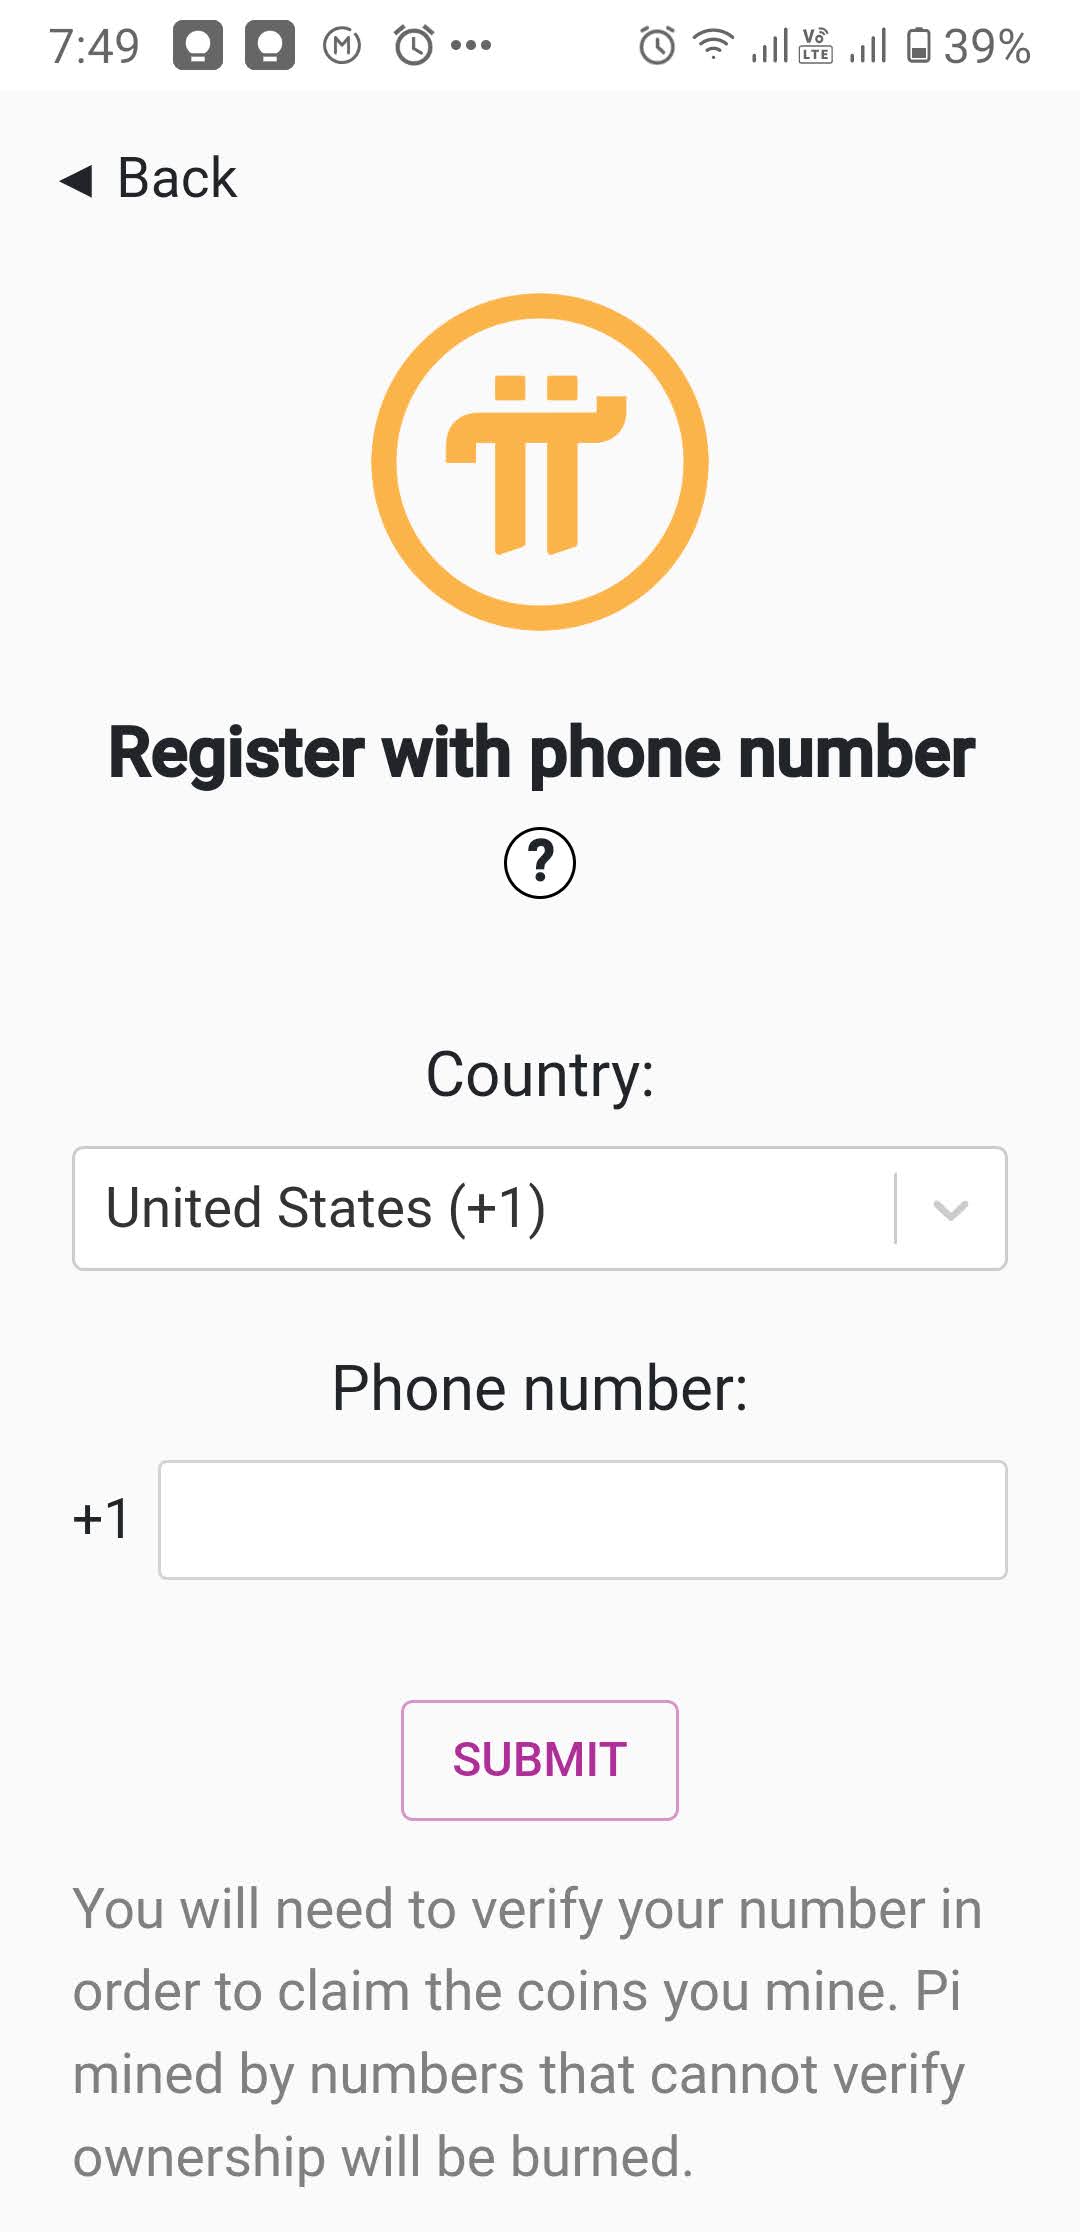 7:49 M 39%
Vo LTE
◀ Back
Register with phone number
?
Country:
United States (+1)
Phone number:
+1
SUBMIT
You will need to verify your number in
order to claim the coins you mine. Pi
mined by numbers that cannot verify
ownership will be burned.